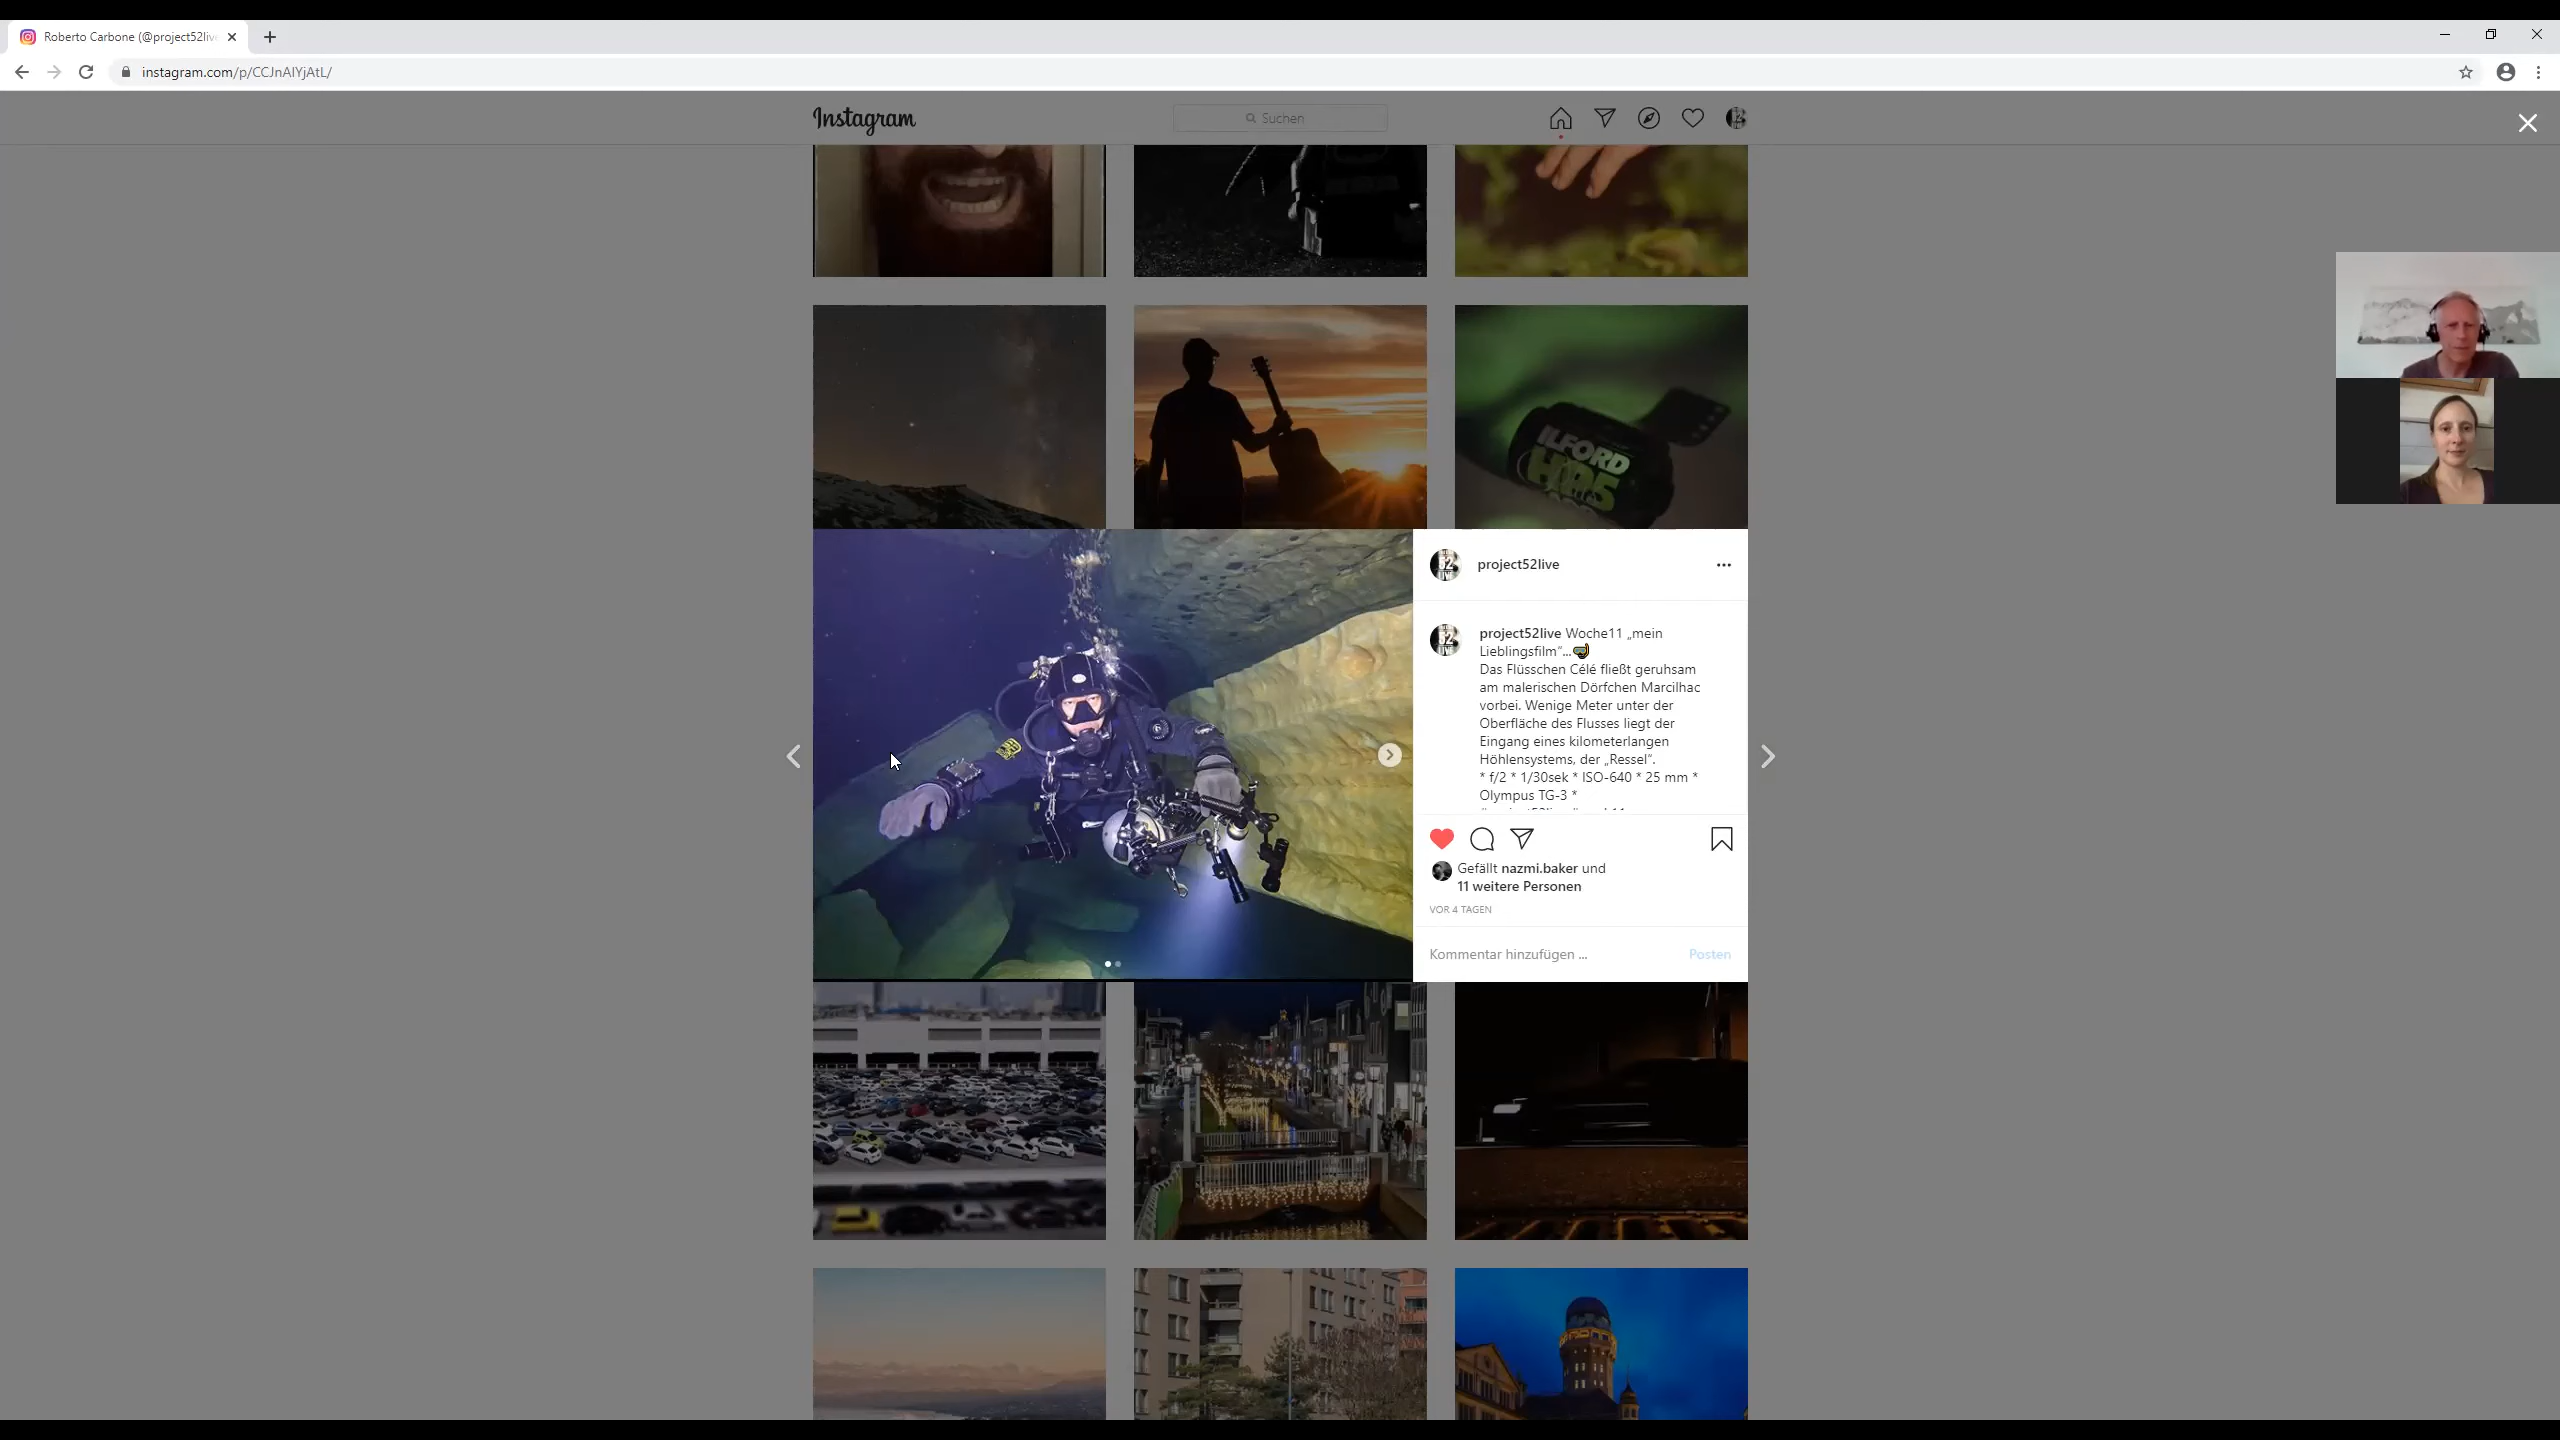 Roberto Carbone (@project52liv
instagram.com/p/CCJnAlYjAtL/
Instagram
Suchen
ILFORD
HP5
project52live
project52live Woche11 „mein
Lieblingsfilm“...🤿
Das Flüsschen Célé fließt geruhsam
am malerischen Dörfchen Marcilhac
vorbei. Wenige Meter unter der
Oberfläche des Flusses liegt der
Eingang eines kilometerlangen
Höhlensystems, der „Ressel“.
* f/2 * 1/30sek * ISO-640 * 25 mm *
Olympus TG-3 *
Gefällt nazmi.baker und
11 weitere Personen
VOR 4 TAGEN
Kommentar hinzufügen ...
Posten